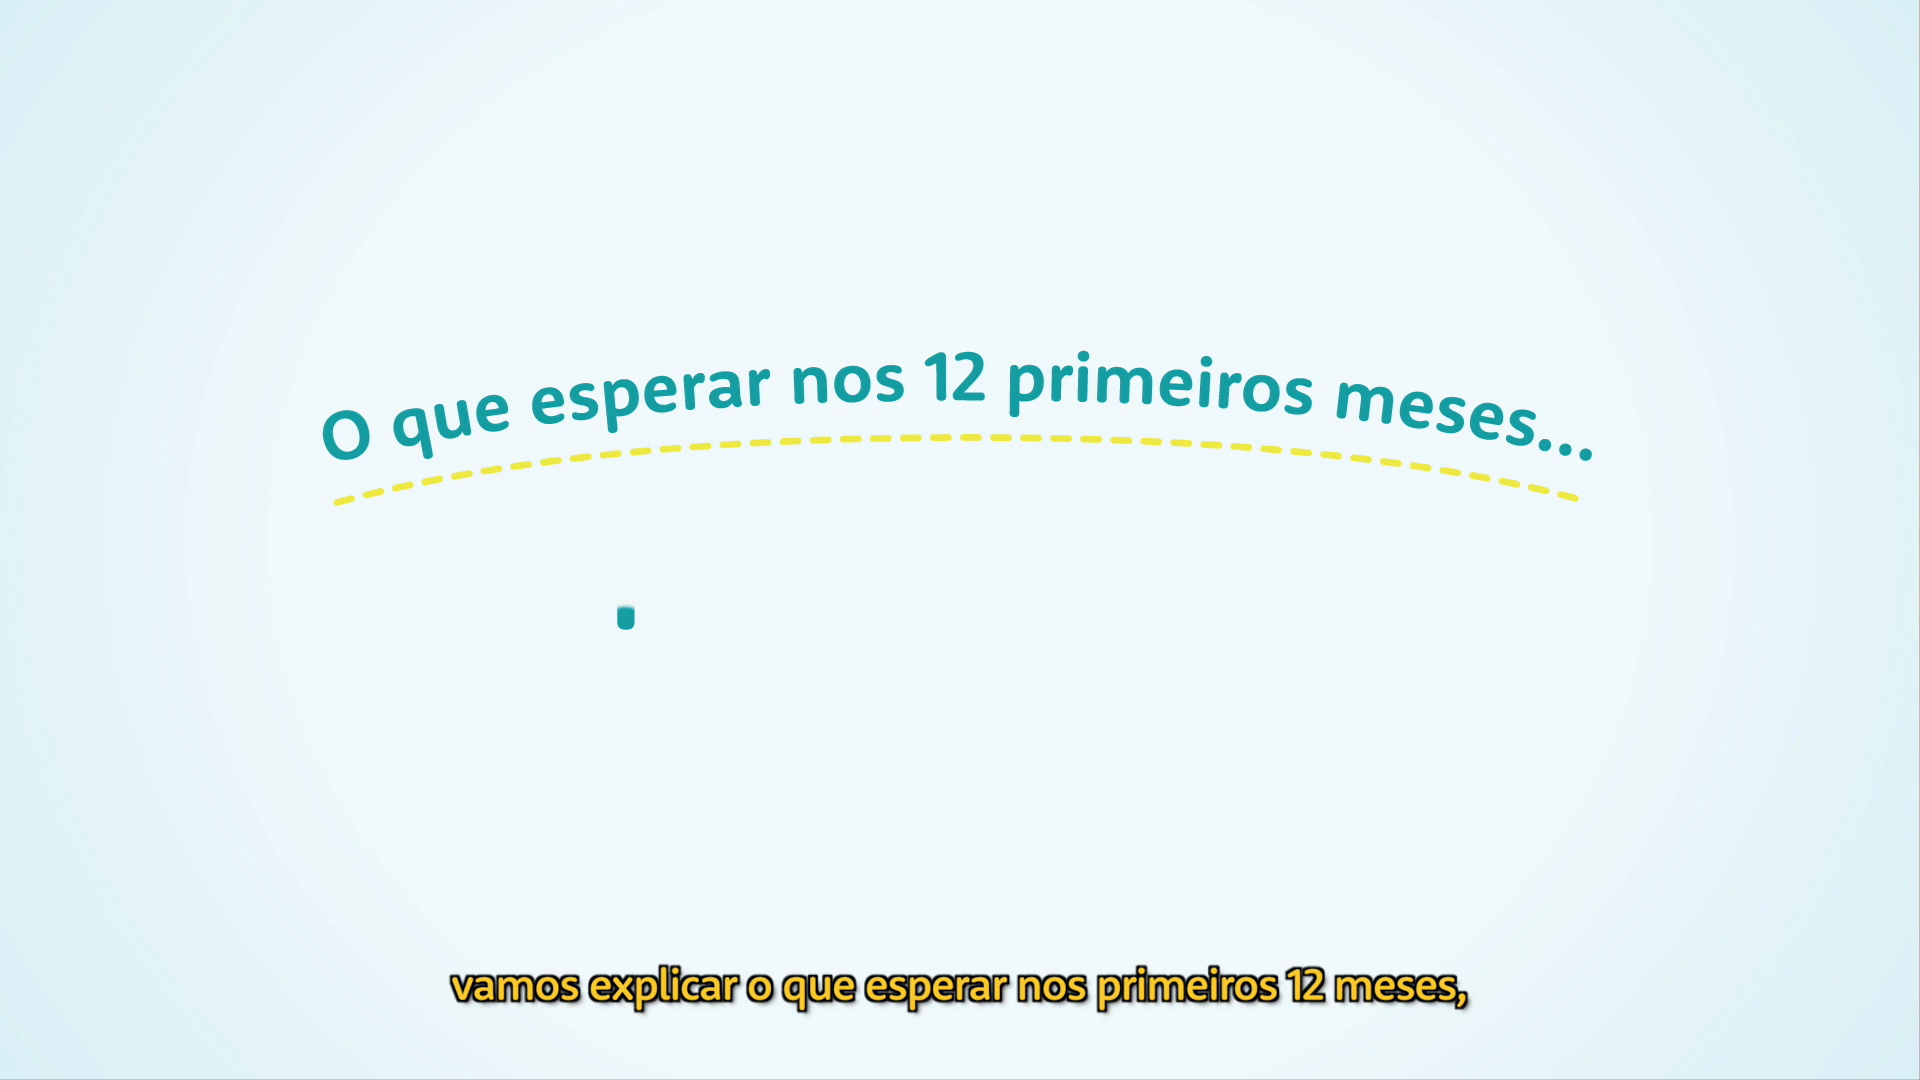 O que esperar nos 12 primeiros meses...
vamos explicar o que esperar nos primeiros 12 meses,